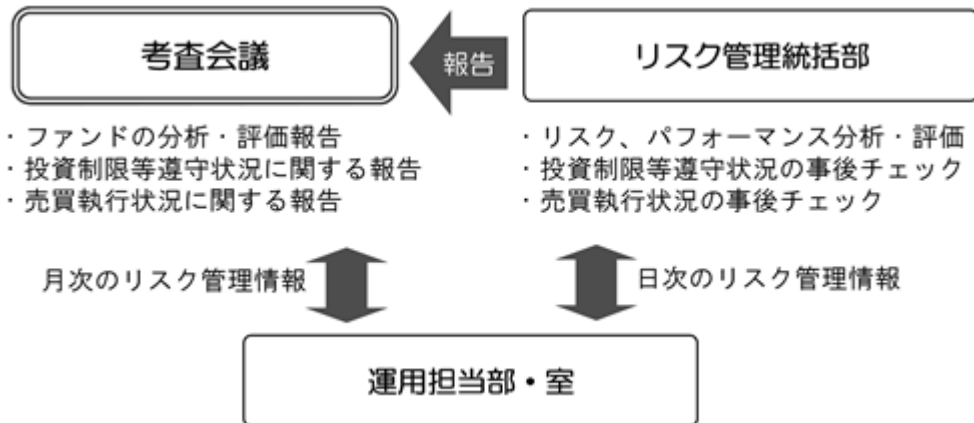 考査会議
報告
リスク管理統括部
・ファンドの分析・評価報告
・投資制限等遵守状況に関する報告
・売買執行状況に関する報告
・リスク、パフォーマンス分析・評価
・投資制限等遵守状況の事後チェック
・売買執行状況の事後チェック
月次のリスク管理情報
日次のリスク管理情報
運用担当部・室